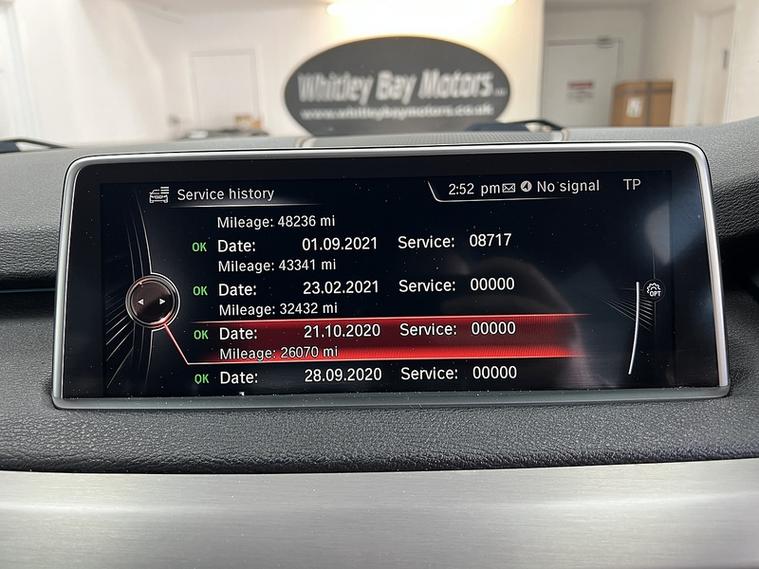 Whitley Bay Motors
www.whitleybaymotors.co.uk
Service history
2:52 pm No signal TP
Mileage: 48236 mi
OK Date: 01.09.2021 Service: 08717
Mileage: 43341 mi
OK Date: 23.02.2021 Service: 00000
Mileage: 32432 mi
OPT
OK Date: 21.10.2020 Service: 00000
Mileage: 26070 mi
OK Date: 28.09.2020 Service: 00000